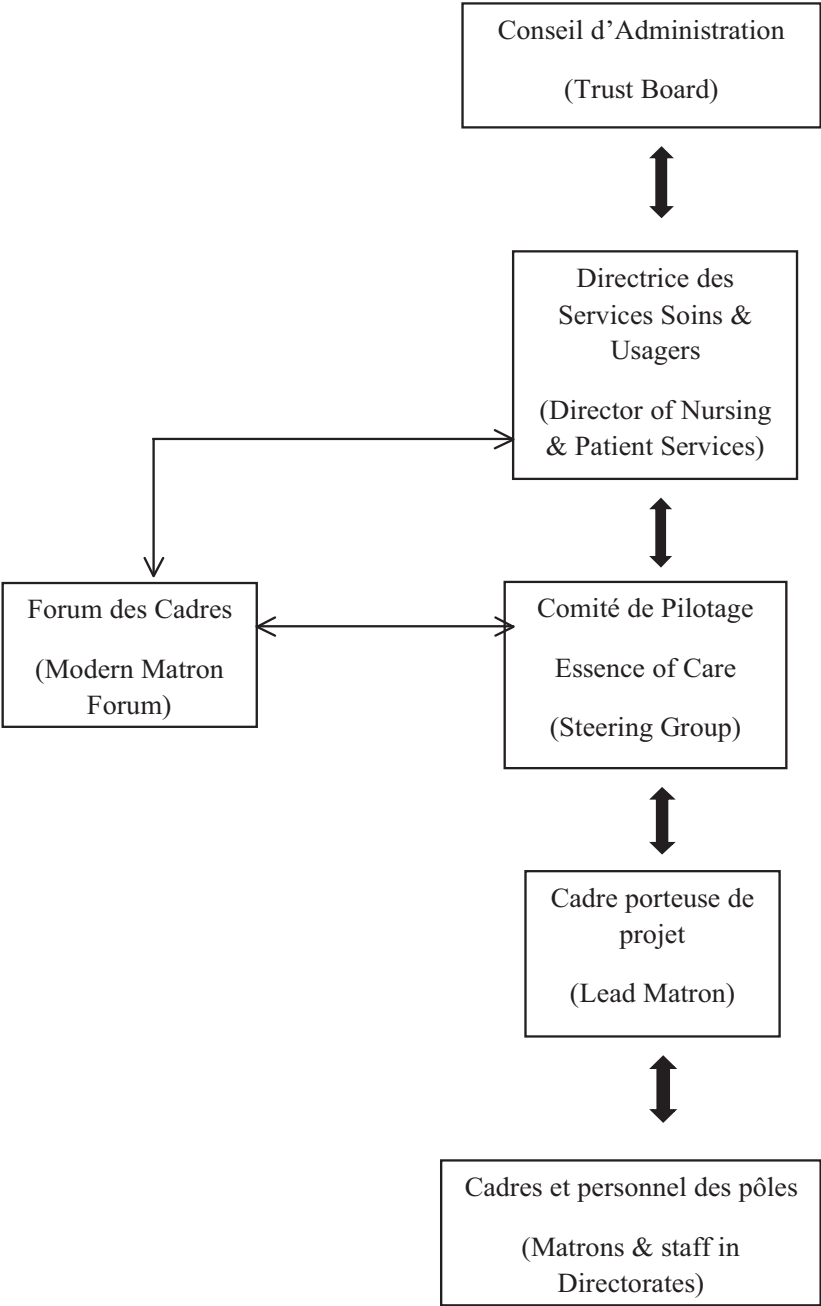 Conseil d’Administration
(Trust Board)
Directrice des
Services Soins &
Usagers
(Director of Nursing
& Patient Services)
Forum des Cadres
(Modern Matron
Forum)
Comité de Pilotage
Essence of Care
(Steering Group)
Cadre porteuse de
projet
(Lead Matron)
Cadres et personnel des pôles
(Matrons & staff in
Directorates)